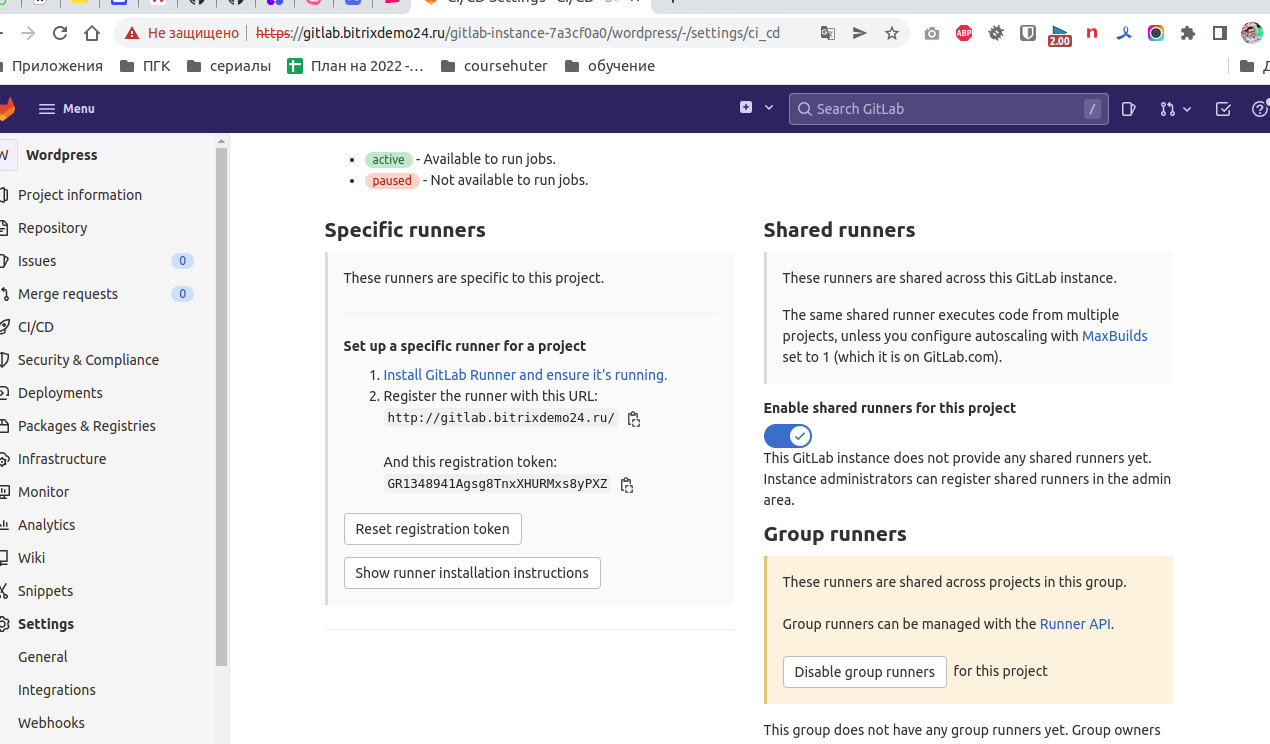 CI/CD Settings · CI/CD
Не защищено
https://gitlab.bitrixdemo24.ru/gitlab-instance-7a3cf0a0/wordpress/-/settings/ci_cd
ABP
2.00
n
Приложения
ПГК
сериалы
План на 2022 -…
coursehuter
обучение
Menu
Search GitLab
/
W
Wordpress
Project information
Repository
Issues
0
Merge requests
0
CI/CD
Security & Compliance
Deployments
Packages & Registries
Infrastructure
Monitor
Analytics
Wiki
Snippets
Settings
General
Integrations
Webhooks
• active - Available to run jobs.
• paused - Not available to run jobs.
Specific runners
These runners are specific to this project.
Set up a specific runner for a project
1. Install GitLab Runner and ensure it's running.
2. Register the runner with this URL:
http://gitlab.bitrixdemo24.ru/
And this registration token:
GR1348941Agsg8TnxXHURMxs8yPXZ
Reset registration token
Show runner installation instructions
Shared runners
These runners are shared across this GitLab instance.
The same shared runner executes code from multiple
projects, unless you configure autoscaling with MaxBuilds
set to 1 (which it is on GitLab.com).
Enable shared runners for this project
This GitLab instance does not provide any shared runners yet.
Instance administrators can register shared runners in the admin
area.
Group runners
These runners are shared across projects in this group.
Group runners can be managed with the Runner API.
Disable group runners
for this project
This group does not have any group runners yet. Group owners